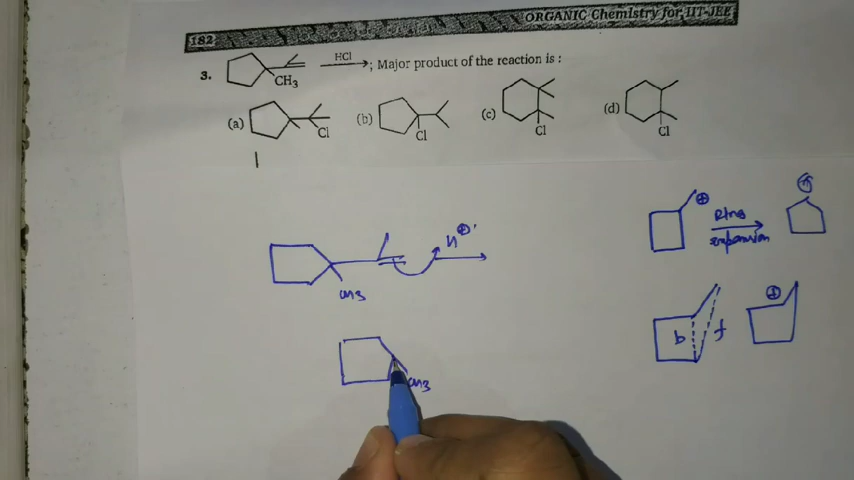 182
ORGANIC Chemistry for IIT-JEE
3. CH3 HCl ; Major product of the reaction is :
(a) Cl (b) Cl (c) Cl (d) Cl
H⊕
CH3
Ring
expansion
⊕
⊕
b f ⊕
CH3